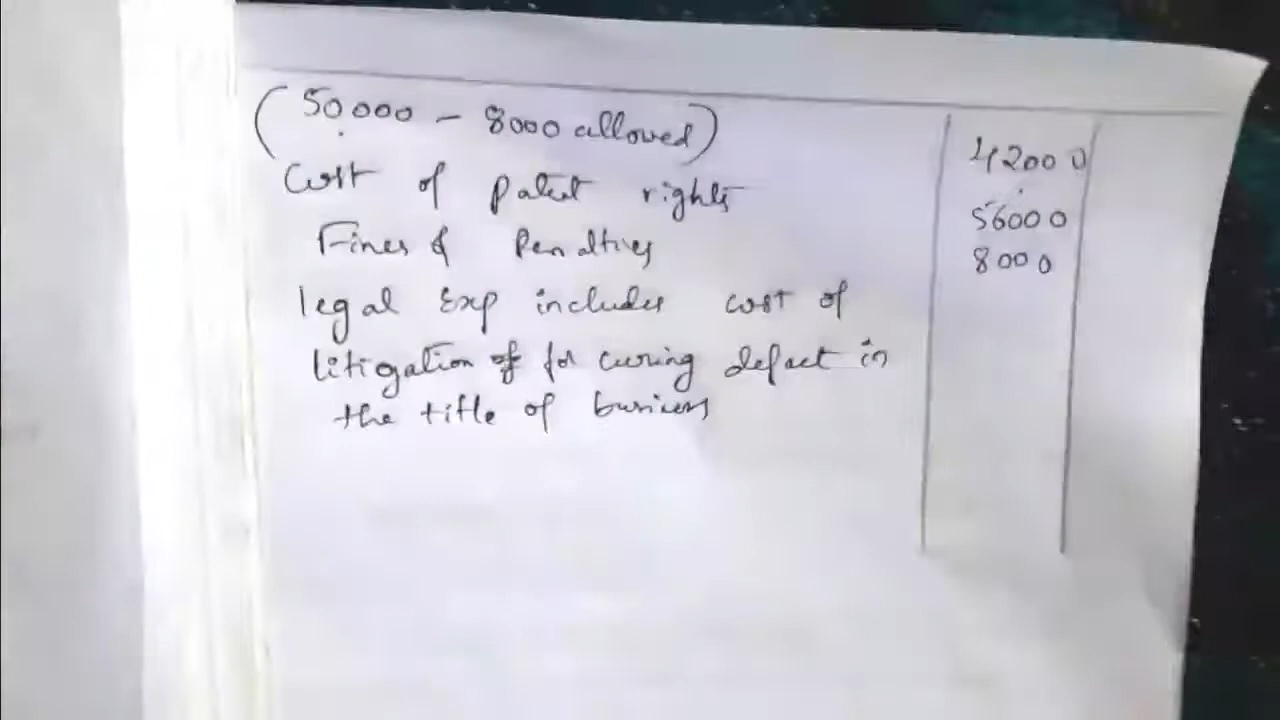 (50,000 - 8000 allowed) 42000
Cost of Patent rights 56000
Fines & Penalties 8000
legal Exp includes cost of
litigation of for curing defect in
the title of business